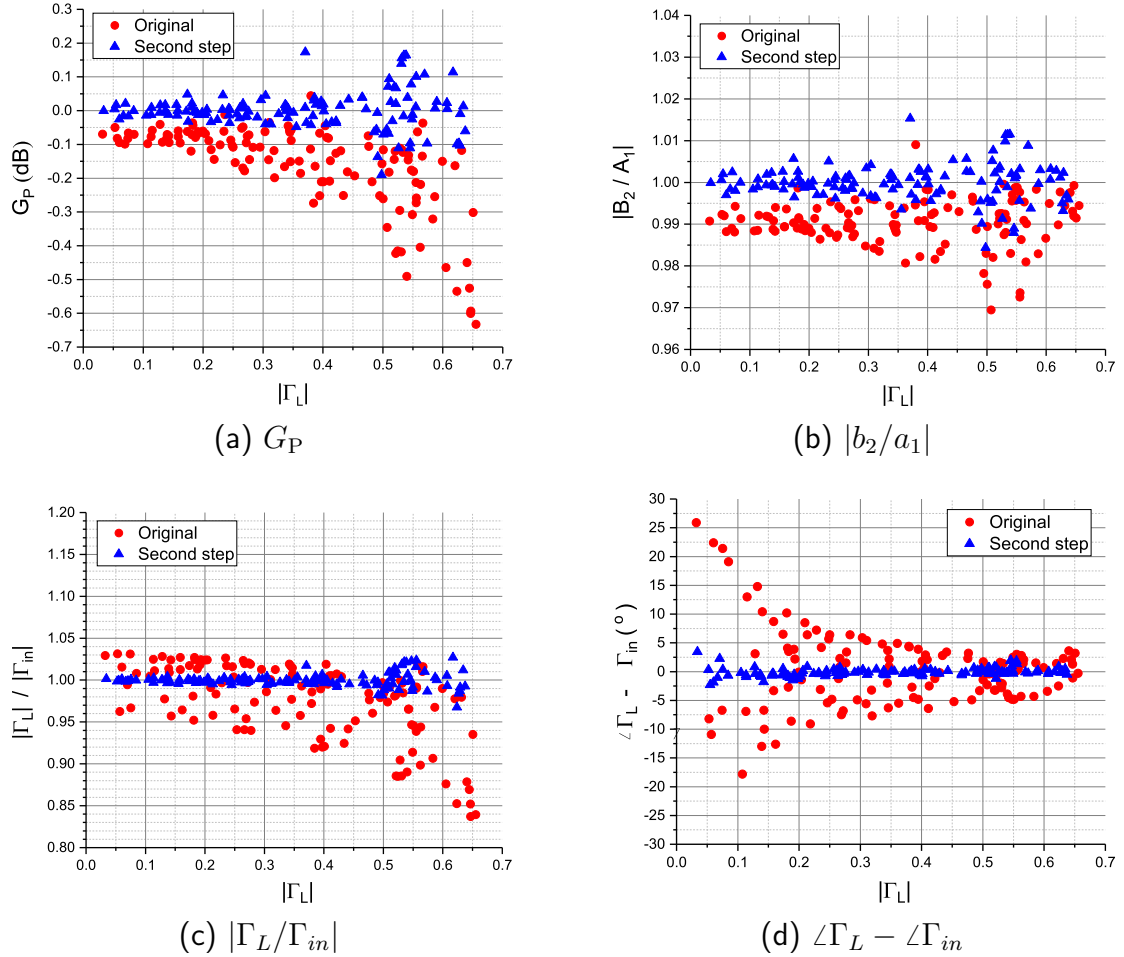 Original
Second step
G_P (dB)
0.3
0.2
0.1
0.0
-0.1
-0.2
-0.3
-0.4
-0.5
-0.6
-0.7
0.0 0.1 0.2 0.3 0.4 0.5 0.6 0.7
|Γ_L|
(a) G_P
Original
Second step
|B_2 / A_1|
1.04
1.03
1.02
1.01
1.00
0.99
0.98
0.97
0.96
0.0 0.1 0.2 0.3 0.4 0.5 0.6 0.7
|Γ_L|
(b) |b_2/a_1|
Original
Second step
|Γ_L| / |Γ_in|
1.20
1.15
1.10
1.05
1.00
0.95
0.90
0.85
0.80
0.0 0.1 0.2 0.3 0.4 0.5 0.6 0.7
|Γ_L|
(c) |Γ_L/Γ_in|
Original
Second step
∠Γ_L - Γ_in (°)
30
25
20
15
10
5
0
-5
-10
-15
-20
-25
-30
0.0 0.1 0.2 0.3 0.4 0.5 0.6 0.7
|Γ_L|
(d) ∠Γ_L − ∠Γ_in